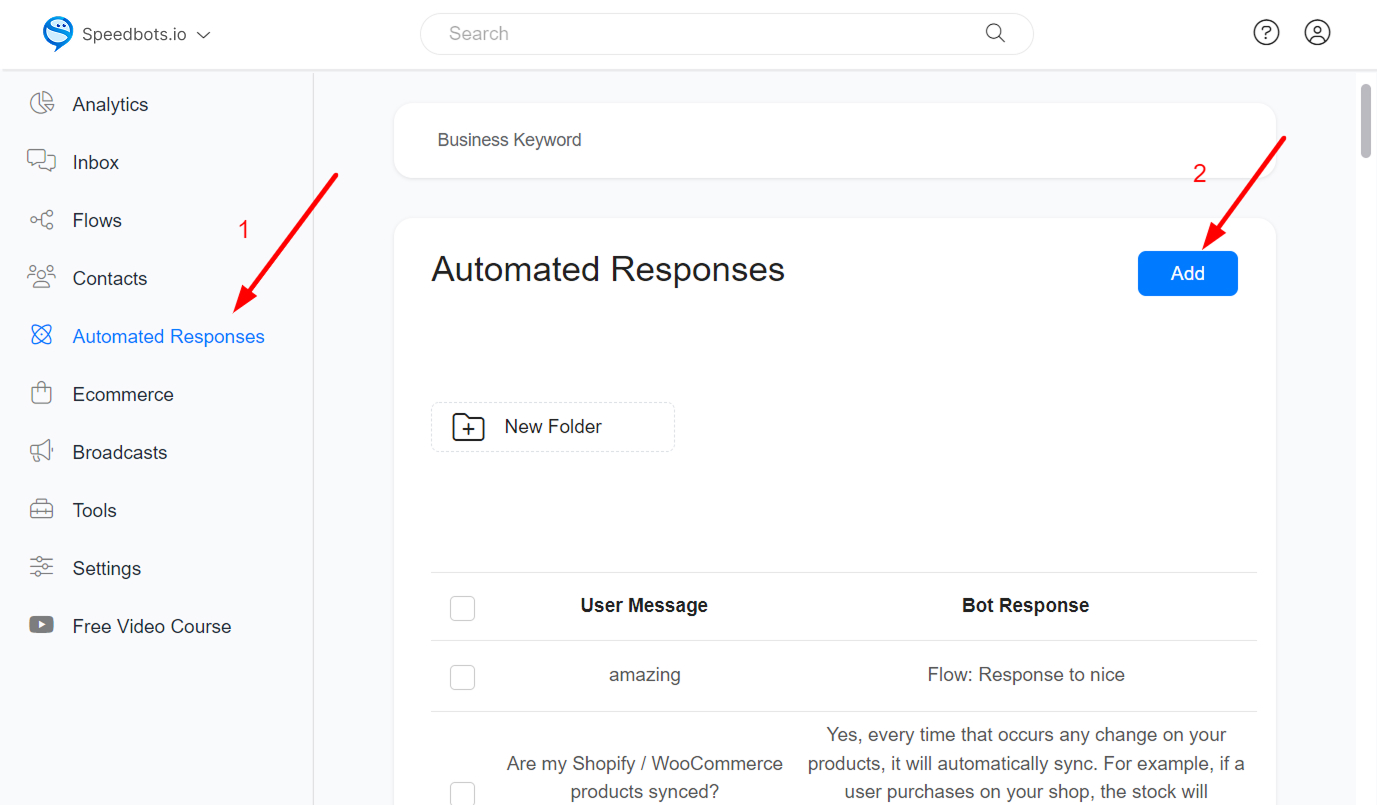 Speedbots.io
Search
Analytics
Inbox
Flows
Contacts
Automated Responses
Ecommerce
Broadcasts
Tools
Settings
Free Video Course
1
Business Keyword
2
Automated Responses
Add
New Folder
User Message
Bot Response
amazing
Flow: Response to nice
Are my Shopify / WooCommerce
products synced?
Yes, every time that occurs any change on your
products, it will automatically sync. For example, if a
user purchases on your shop, the stock will